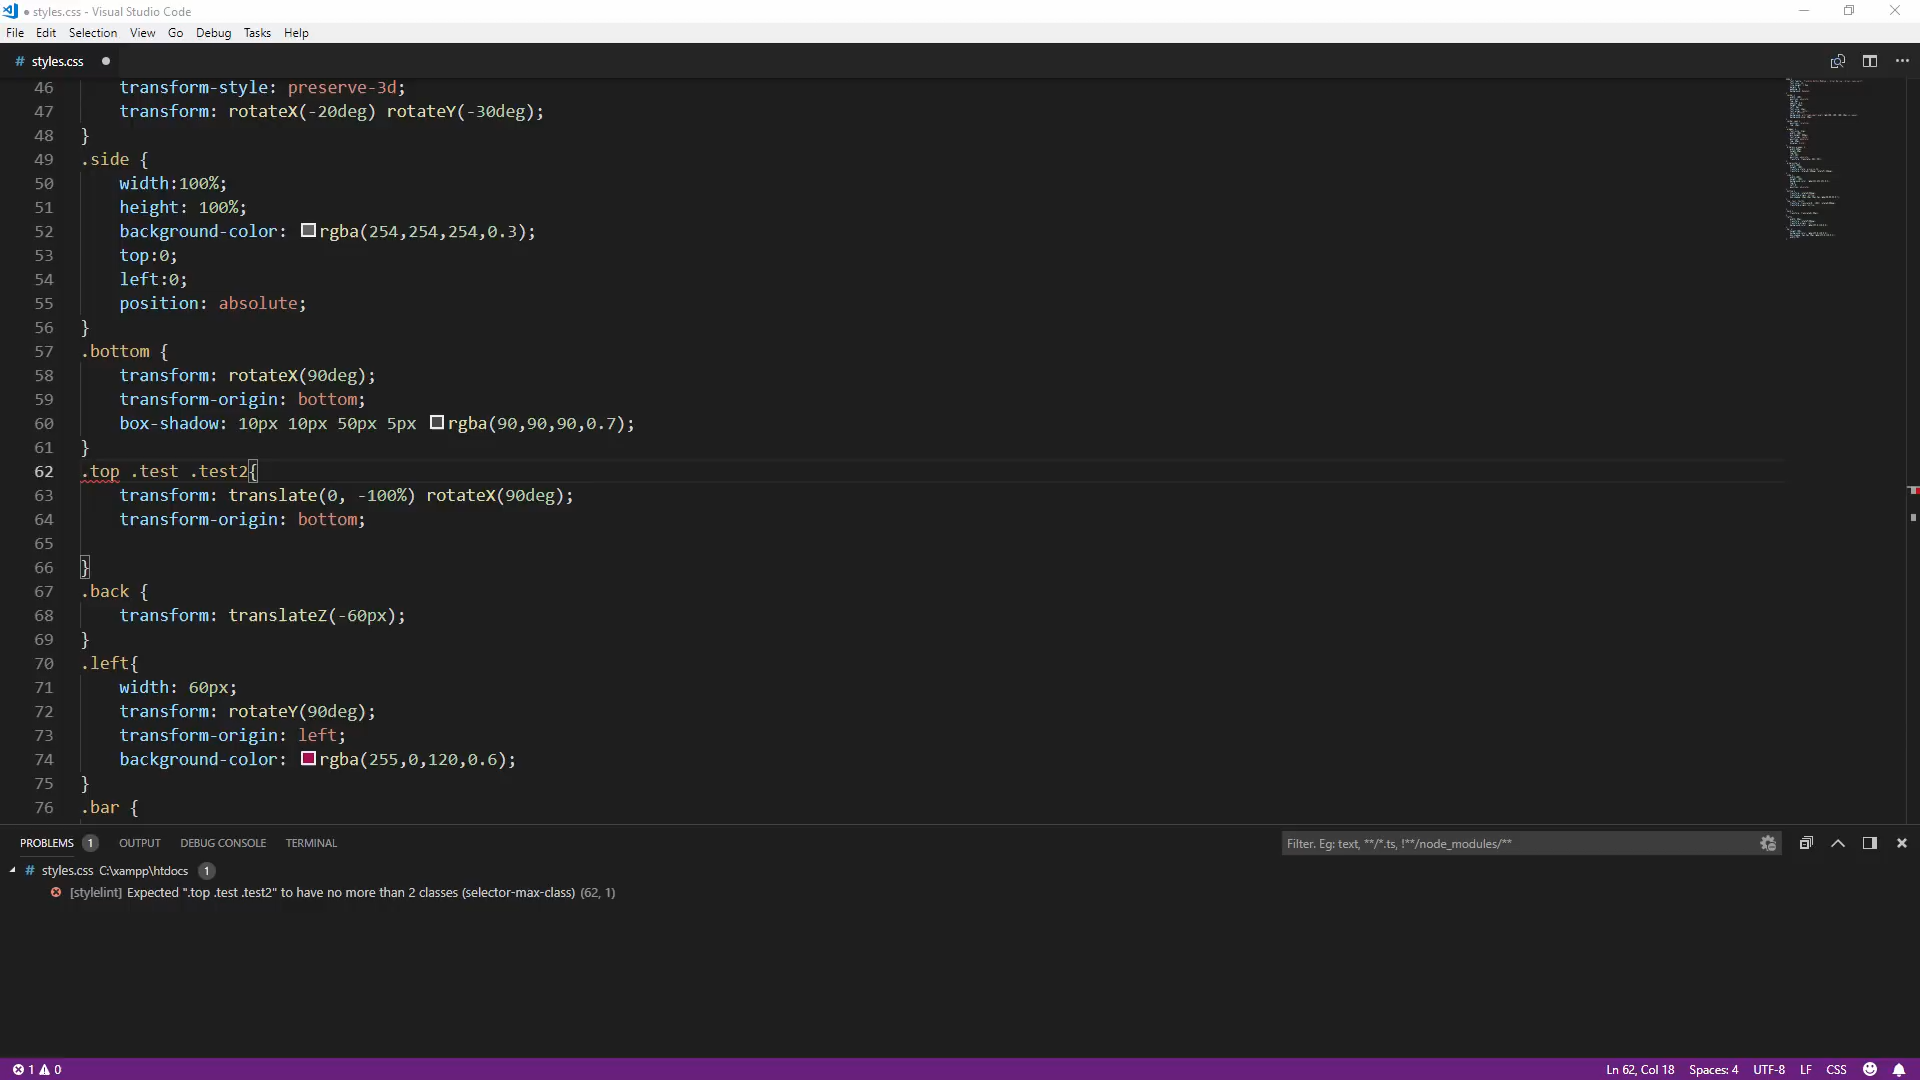 ● styles.css - Visual Studio Code
File Edit Selection View Go Debug Tasks Help
# styles.css ●
46 transform-style: preserve-3d;
47 transform: rotateX(-20deg) rotateY(-30deg);
48 }
49 .side {
50 width:100%;
51 height: 100%;
52 background-color: rgba(254,254,254,0.3);
53 top:0;
54 left:0;
55 position: absolute;
56 }
57 .bottom {
58 transform: rotateX(90deg);
59 transform-origin: bottom;
60 box-shadow: 10px 10px 50px 5px rgba(90,90,90,0.7);
61 }
62 .top .test .test2{
63 transform: translate(0, -100%) rotateX(90deg);
64 transform-origin: bottom;
65
66 }
67 .back {
68 transform: translateZ(-60px);
69 }
70 .left{
71 width: 60px;
72 transform: rotateY(90deg);
73 transform-origin: left;
74 background-color: rgba(255,0,120,0.6);
75 }
76 .bar {
PROBLEMS 1 OUTPUT DEBUG CONSOLE TERMINAL Filter. Eg: text, **/*.ts, !**/node_modules/**
# styles.css C:\xampp\htdocs 1
[stylelint] Expected ".top .test .test2" to have no more than 2 classes (selector-max-class) (62, 1)
1 0 Ln 62, Col 18 Spaces: 4 UTF-8 LF CSS